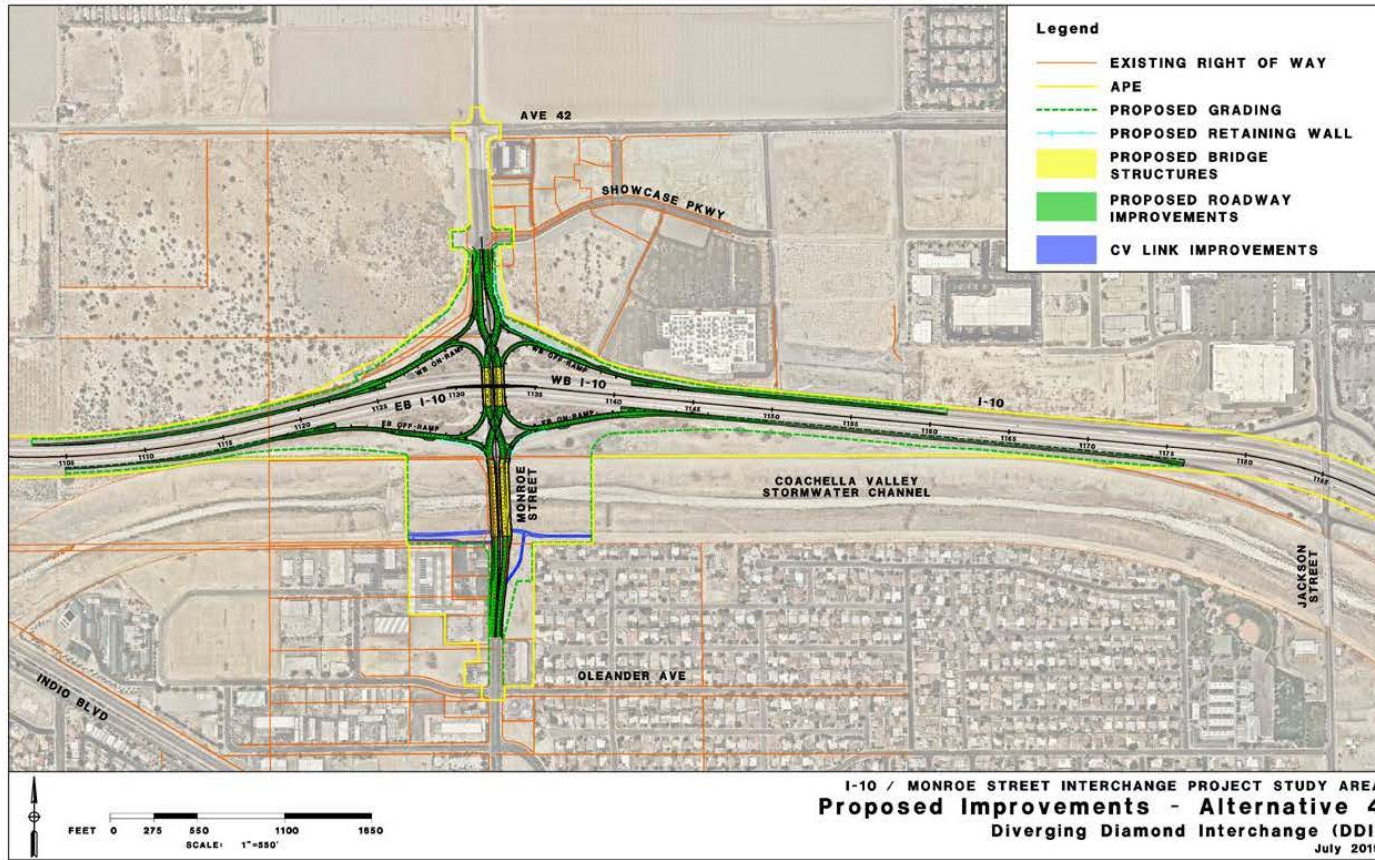 Legend
EXISTING RIGHT OF WAY
APE
PROPOSED GRADING
PROPOSED RETAINING WALL
PROPOSED BRIDGE
STRUCTURES
PROPOSED ROADWAY
IMPROVEMENTS
CV LINK IMPROVEMENTS
AVE 42
SHOWCASE PKWY
WB ON-RAMP
WB OFF-RAMP
EB I-10
WB I-10
I-10
EB OFF-RAMP
EB ON-RAMP
1105
1110
1115
1120
1125
1130
1135
1140
1145
1150
1155
1160
1165
1170
1175
1180
1185
MONROE
STREET
COACHELLA VALLEY
STORMWATER CHANNEL
JACKSON
STREET
OLEANDER AVE
INDIO BLVD
FEET 0 275 550 1100 1650
SCALE: 1"=550'
I-10 / MONROE STREET INTERCHANGE PROJECT STUDY AREA
Proposed Improvements - Alternative 4
Diverging Diamond Interchange (DDI
July 2019